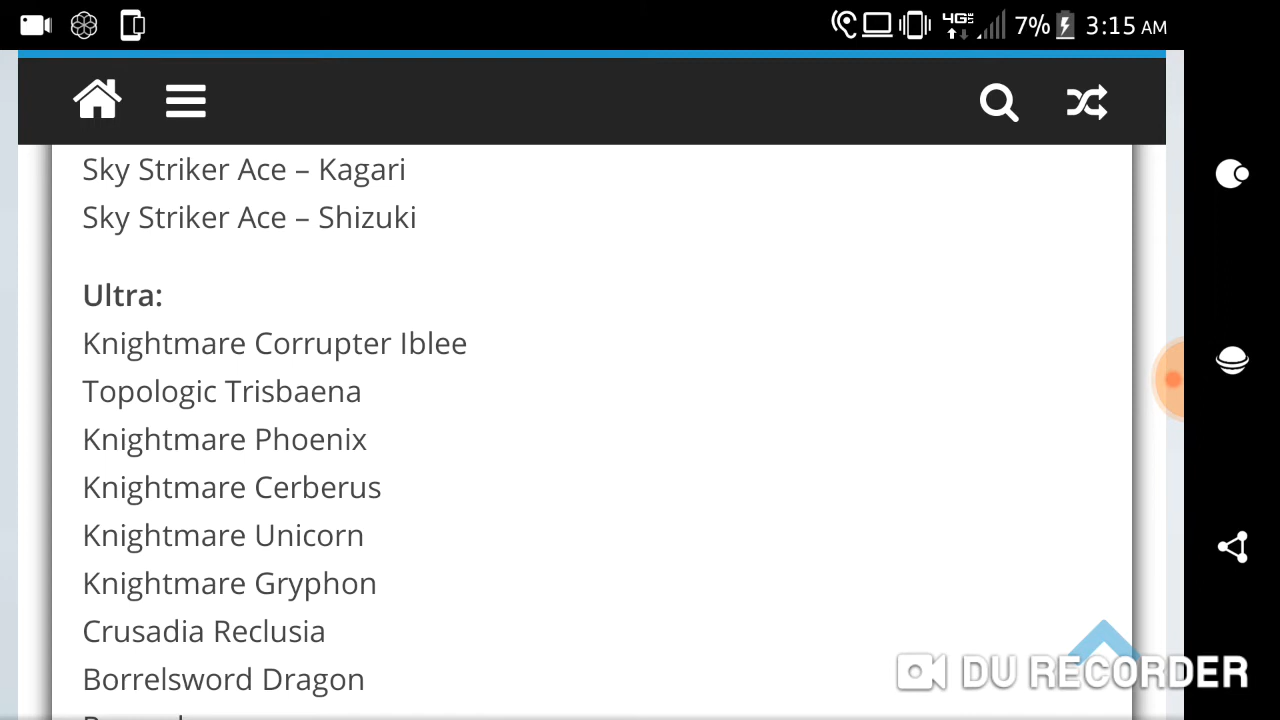 4GE 7% 3:15 AM
Sky Striker Ace – Kagari
Sky Striker Ace – Shizuki
Ultra:
Knightmare Corrupter Iblee
Topologic Trisbaena
Knightmare Phoenix
Knightmare Cerberus
Knightmare Unicorn
Knightmare Gryphon
Crusadia Reclusia
Borrelsword Dragon
DU RECORDER